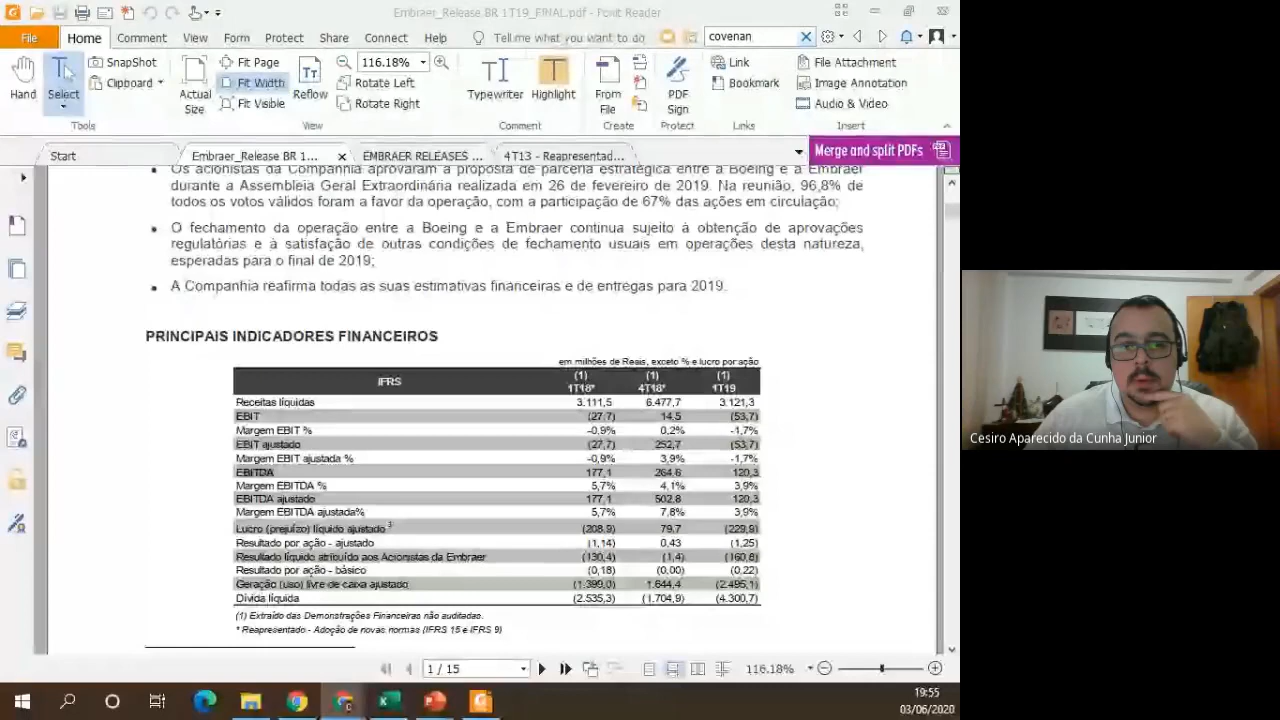 Embraer_Release BR 1T19_FINAL.pdf - Foxit Reader
File Home Comment View Form Protect Share Connect Help Tell me what you want to do covenan
SnapShot Fit Page 116.18% Link File Attachment
Clipboard Fit Width Rotate Left Bookmark Image Annotation
Hand Select Actual Size Fit Visible Reflow Rotate Right Typewriter Highlight From File PDF Sign Audio & Video
Tools View Comment Create Protect Links Insert
Start Embraer_Release BR 1... EMBRAER RELEASES ... 4T13 - Reapresentad... Merge and split PDFs
Os acionistas da Companhia aprovaram a proposta de parceria estratégica entre a Boeing e a Embraer
durante a Assembleia Geral Extraordinária realizada em 26 de fevereiro de 2019. Na reunião, 96,8% de
todos os votos válidos foram a favor da operação, com a participação de 67% das ações em circulação;
O fechamento da operação entre a Boeing e a Embraer continua sujeito à obtenção de aprovações
regulatórias e à satisfação de outras condições de fechamento usuais em operações desta natureza,
esperadas para o final de 2019;
A Companhia reafirma todas as suas estimativas financeiras e de entregas para 2019.
PRINCIPAIS INDICADORES FINANCEIROS
em milhões de Reais, exceto % e lucro por ação
IFRS (1) 1T18* (1) 4T18* (1) 1T19
Receitas líquidas 3.111,5 6.477,7 3.121,3
EBIT (27,7) 14,5 (53,7)
Margem EBIT % -0,9% 0,2% -1,7%
EBIT ajustado (27,7) 252,7 (53,7)
Margem EBIT ajustada % -0,9% 3,9% -1,7%
EBITDA 177,1 264,6 120,3
Margem EBITDA % 5,7% 4,1% 3,9%
EBITDA ajustado 177,1 502,8 120,3
Margem EBITDA ajustada% 5,7% 7,8% 3,9%
Lucro (prejuízo) líquido ajustado 3 (208,9) 79,7 (229,9)
Resultado por ação - ajustado (1,14) 0,43 (1,25)
Resultado líquido atribuído aos Acionistas da Embraer (130,4) (1,4) (160,8)
Resultado por ação - básico (0,18) (0,00) (0,22)
Geração (uso) livre de caixa ajustado (1.399,0) 1.644,4 (2.495,1)
Dívida líquida (2.535,3) (1.704,9) (4.300,7)
(1) Extraído das Demonstrações Financeiras não auditadas.
* Reapresentado - Adoção de novas normas (IFRS 15 e IFRS 9)
1 / 15 116.18%
19:55
03/06/2020
Cesiro Aparecido da Cunha Junior